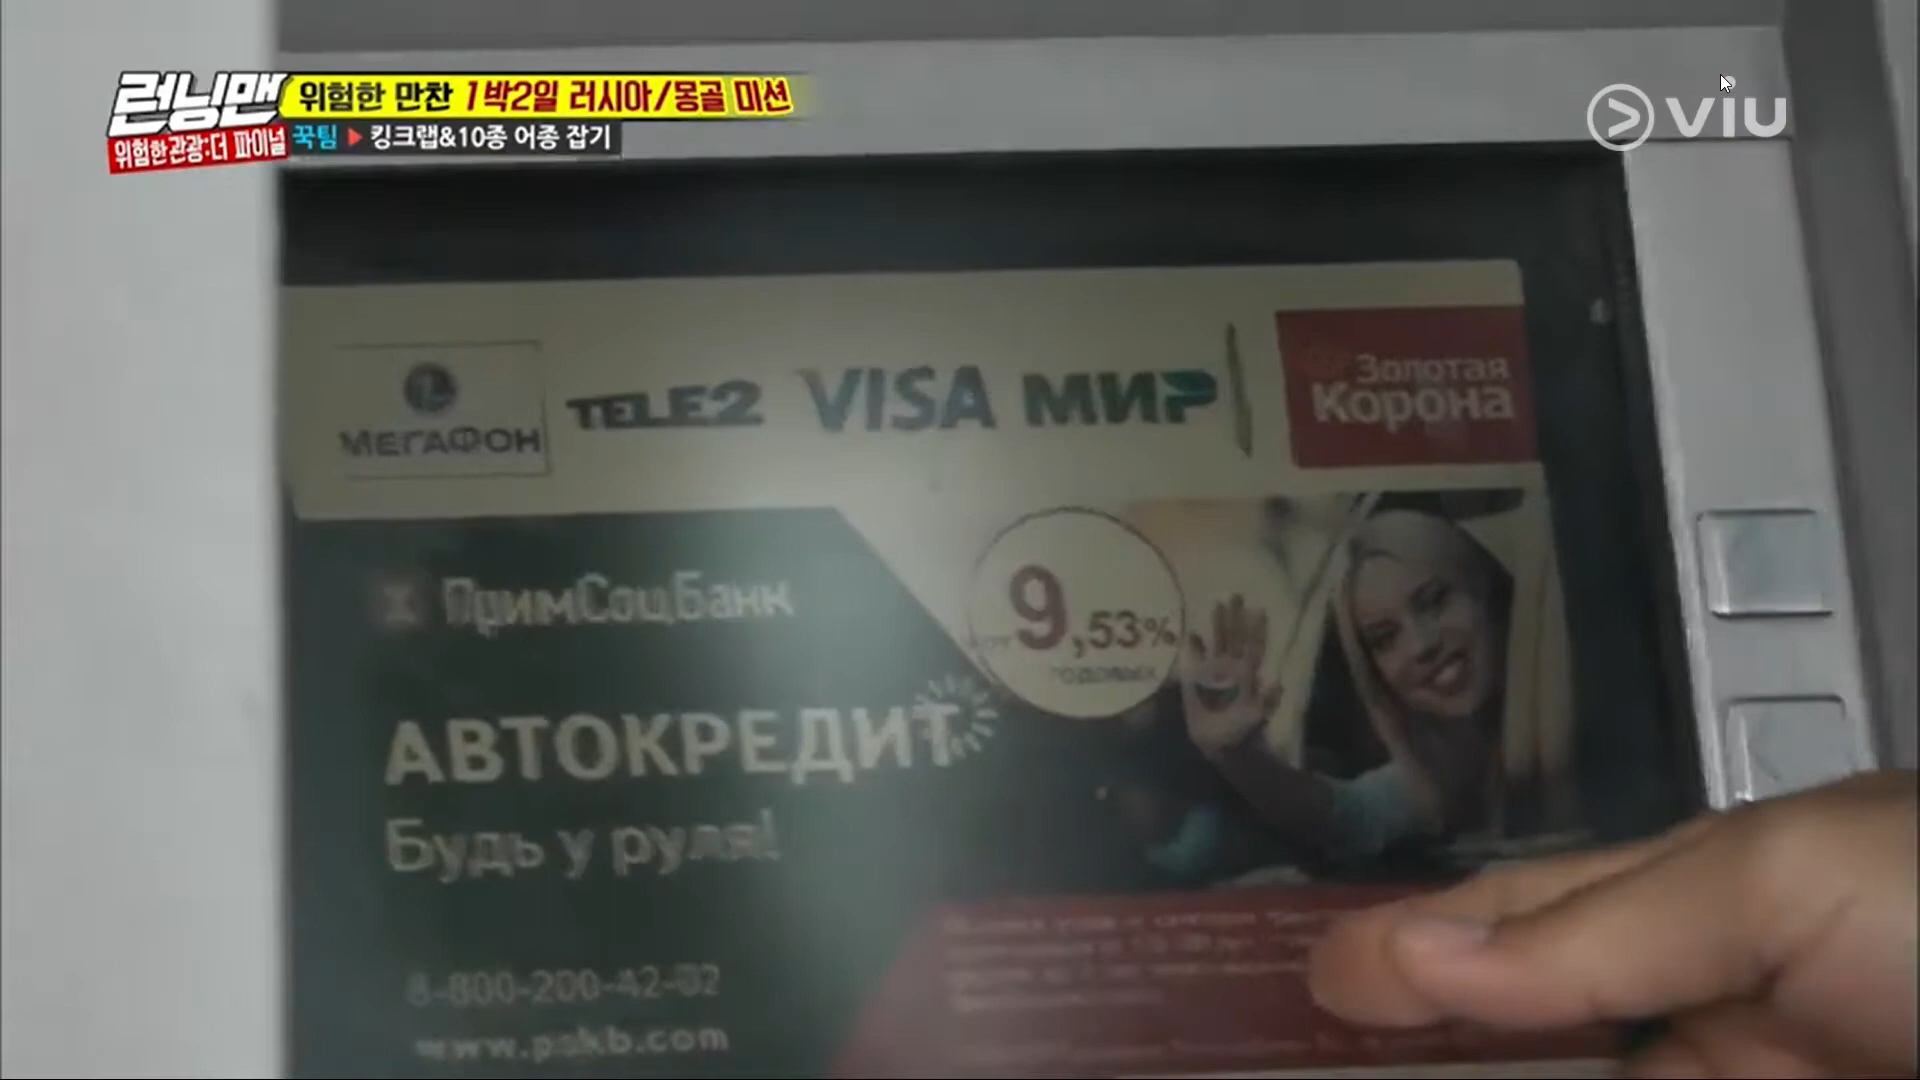 런닝맨 위험한 만찬 1박2일 러시아/몽골 미션
위험한 관광:더 파이널 꾹팀 ▶ 킹크랩&10종 어종 잡기
viu
МЕГАФОН TELE2 VISA МИР Золотая
Корона
ПримСоцБанк
от 9,53%
годовых
АВТОКРЕДИТ
Будь у руля!
8-800-200-42-02
www.pskb.com